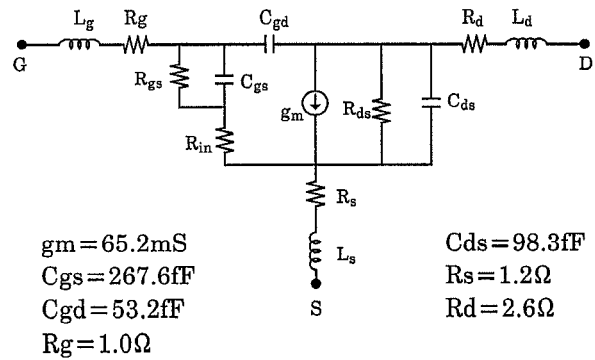 Lg Rg Cgd Rd Ld
G D
Rgs Cgs gm Rds Cds
Rin
Rs
Ls
S
gm=65.2mS
Cgs=267.6fF
Cgd=53.2fF
Rg=1.0Ω
Cds=98.3fF
Rs=1.2Ω
Rd=2.6Ω